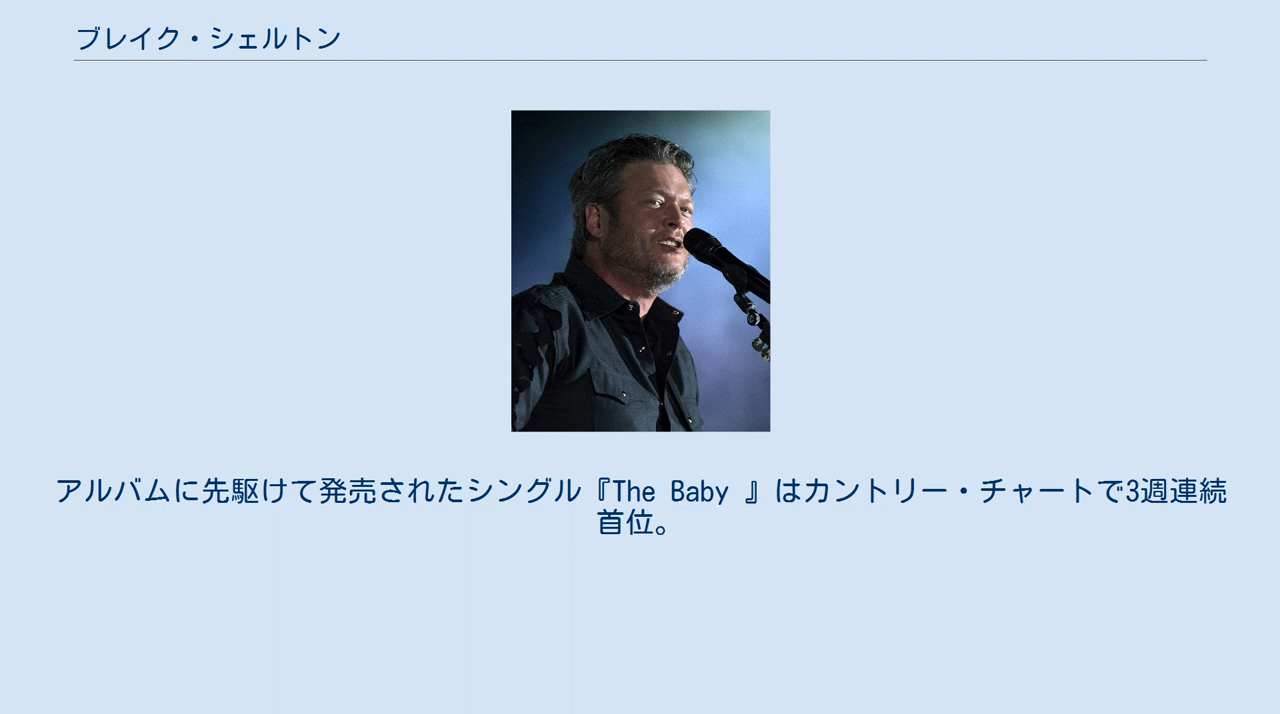 ブレイク・シェルトン
アルバムに先駆けて発売されたシングル『The Baby 』はカントリー・チャートで3週連続
首位。